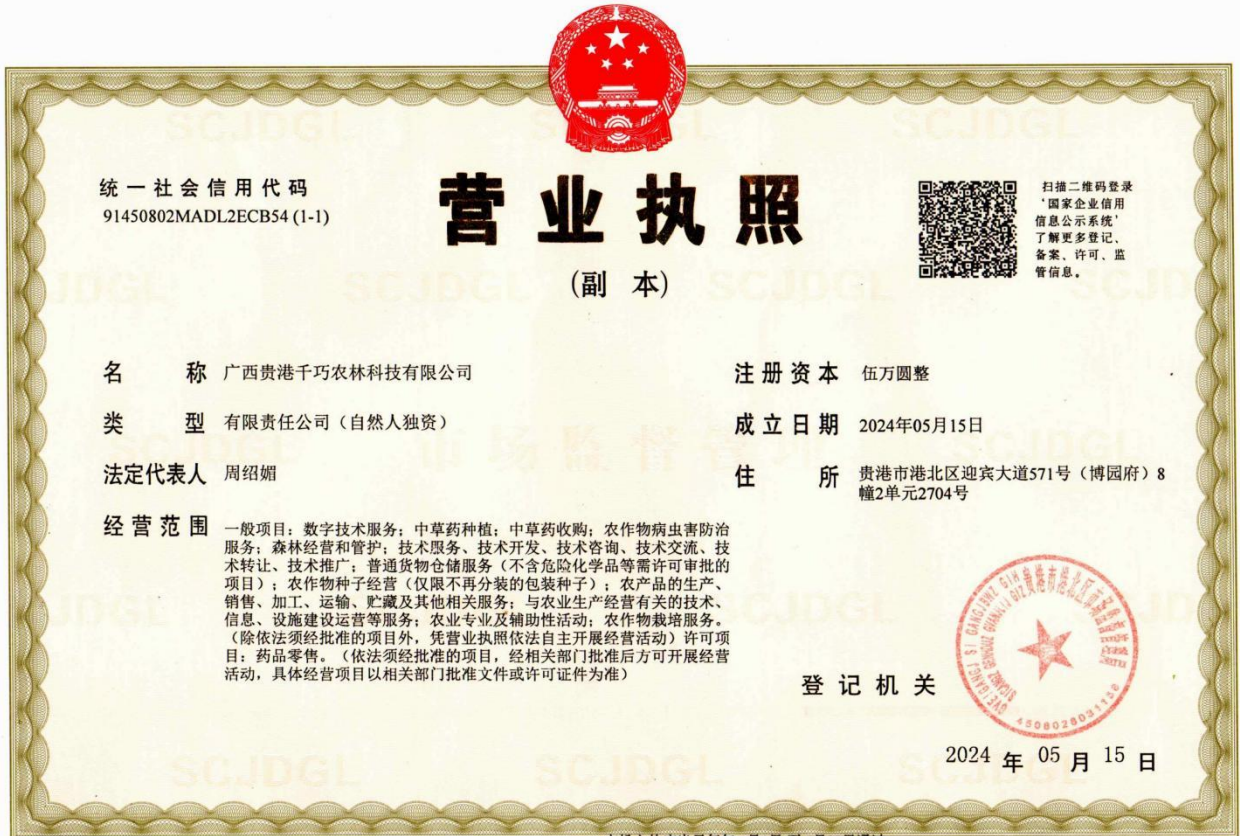 统一社会信用代码
91450802MADL2ECB54 (1-1)
营业执照
(副 本)
扫描二维码登录
‘国家企业信用
信息公示系统’
了解更多登记、
备案、许可、监
管信息。
名 称 广西贵港千巧农林科技有限公司
类 型 有限责任公司（自然人独资）
法定代表人 周绍媚
经营范围 一般项目：数字技术服务；中草药种植；中草药收购；农作物病虫害防治
服务；森林经营和管护；技术服务、技术开发、技术咨询、技术交流、技
术转让、技术推广；普通货物仓储服务（不含危险化学品等需许可审批的
项目）；农作物种子经营（仅限不再分装的包装种子）；农产品的生产、
销售、加工、运输、贮藏及其他相关服务；与农业生产经营有关的技术、
信息、设施建设运营等服务；农业专业及辅助性活动；农作物栽培服务。
（除依法须经批准的项目外，凭营业执照依法自主开展经营活动）许可项
目：药品零售。（依法须经批准的项目，经相关部门批准后方可开展经营
活动，具体经营项目以相关部门批准文件或许可证件为准）
注册资本 伍万圆整
成立日期 2024年05月15日
住 所 贵港市港北区迎宾大道571号（博园府）8
幢2单元2704号
登记机关
贵港市港北区市场监督管理局
2024 年 05 月 15 日
SCJDGL
市场监督管理